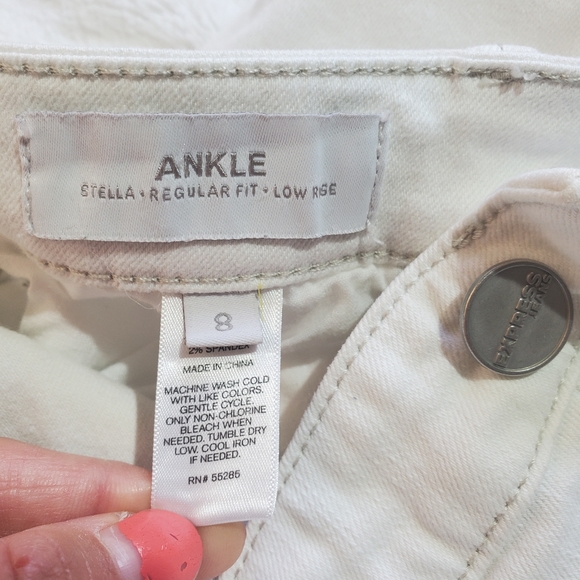 ANKLE
STELLA • REGULAR FIT • LOW RISE
8
2% SPANDEX
MADE IN CHINA
MACHINE WASH COLD
WITH LIKE COLORS.
GENTLE CYCLE.
ONLY NON-CHLORINE
BLEACH WHEN
NEEDED. TUMBLE DRY
LOW. COOL IRON
IF NEEDED.
RN# 55285
EXPRESS
JEANS